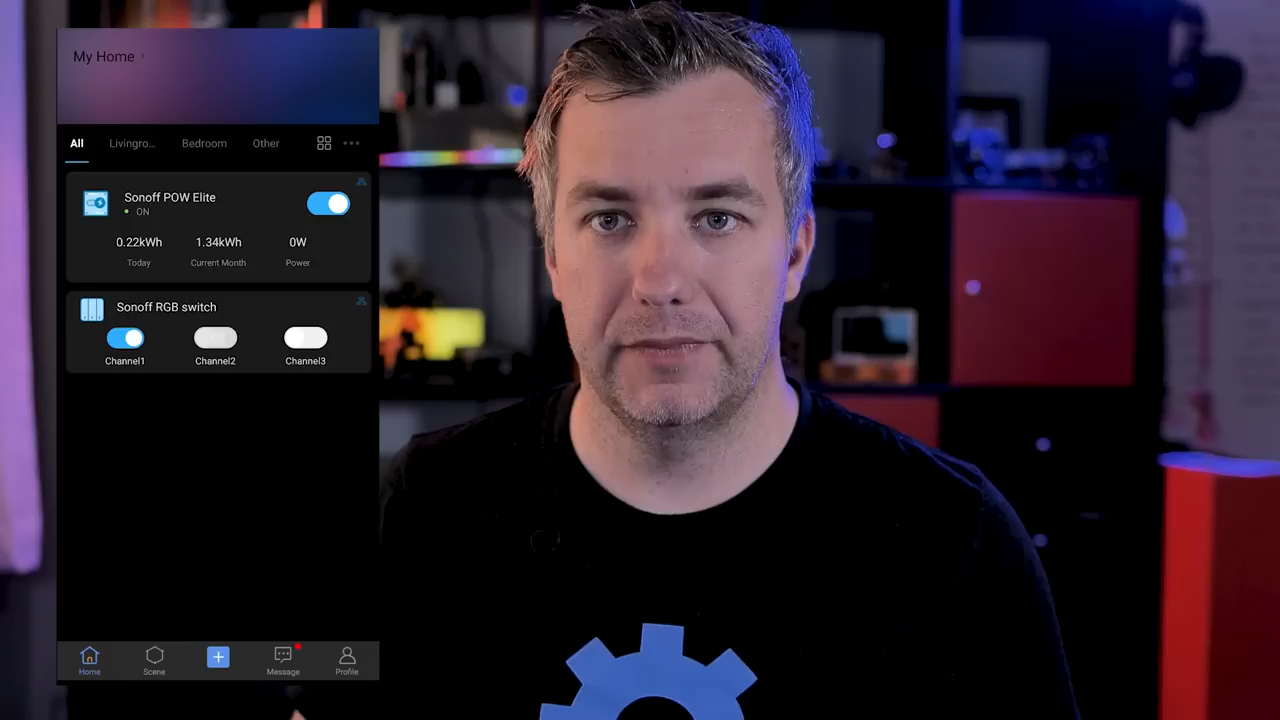 My Home ›
All Livingro... Bedroom Other
Sonoff POW Elite
ON
0.22kWh 1.34kWh 0W
Today Current Month Power
Sonoff RGB switch
Channel1 Channel2 Channel3
Home Scene Message Profile